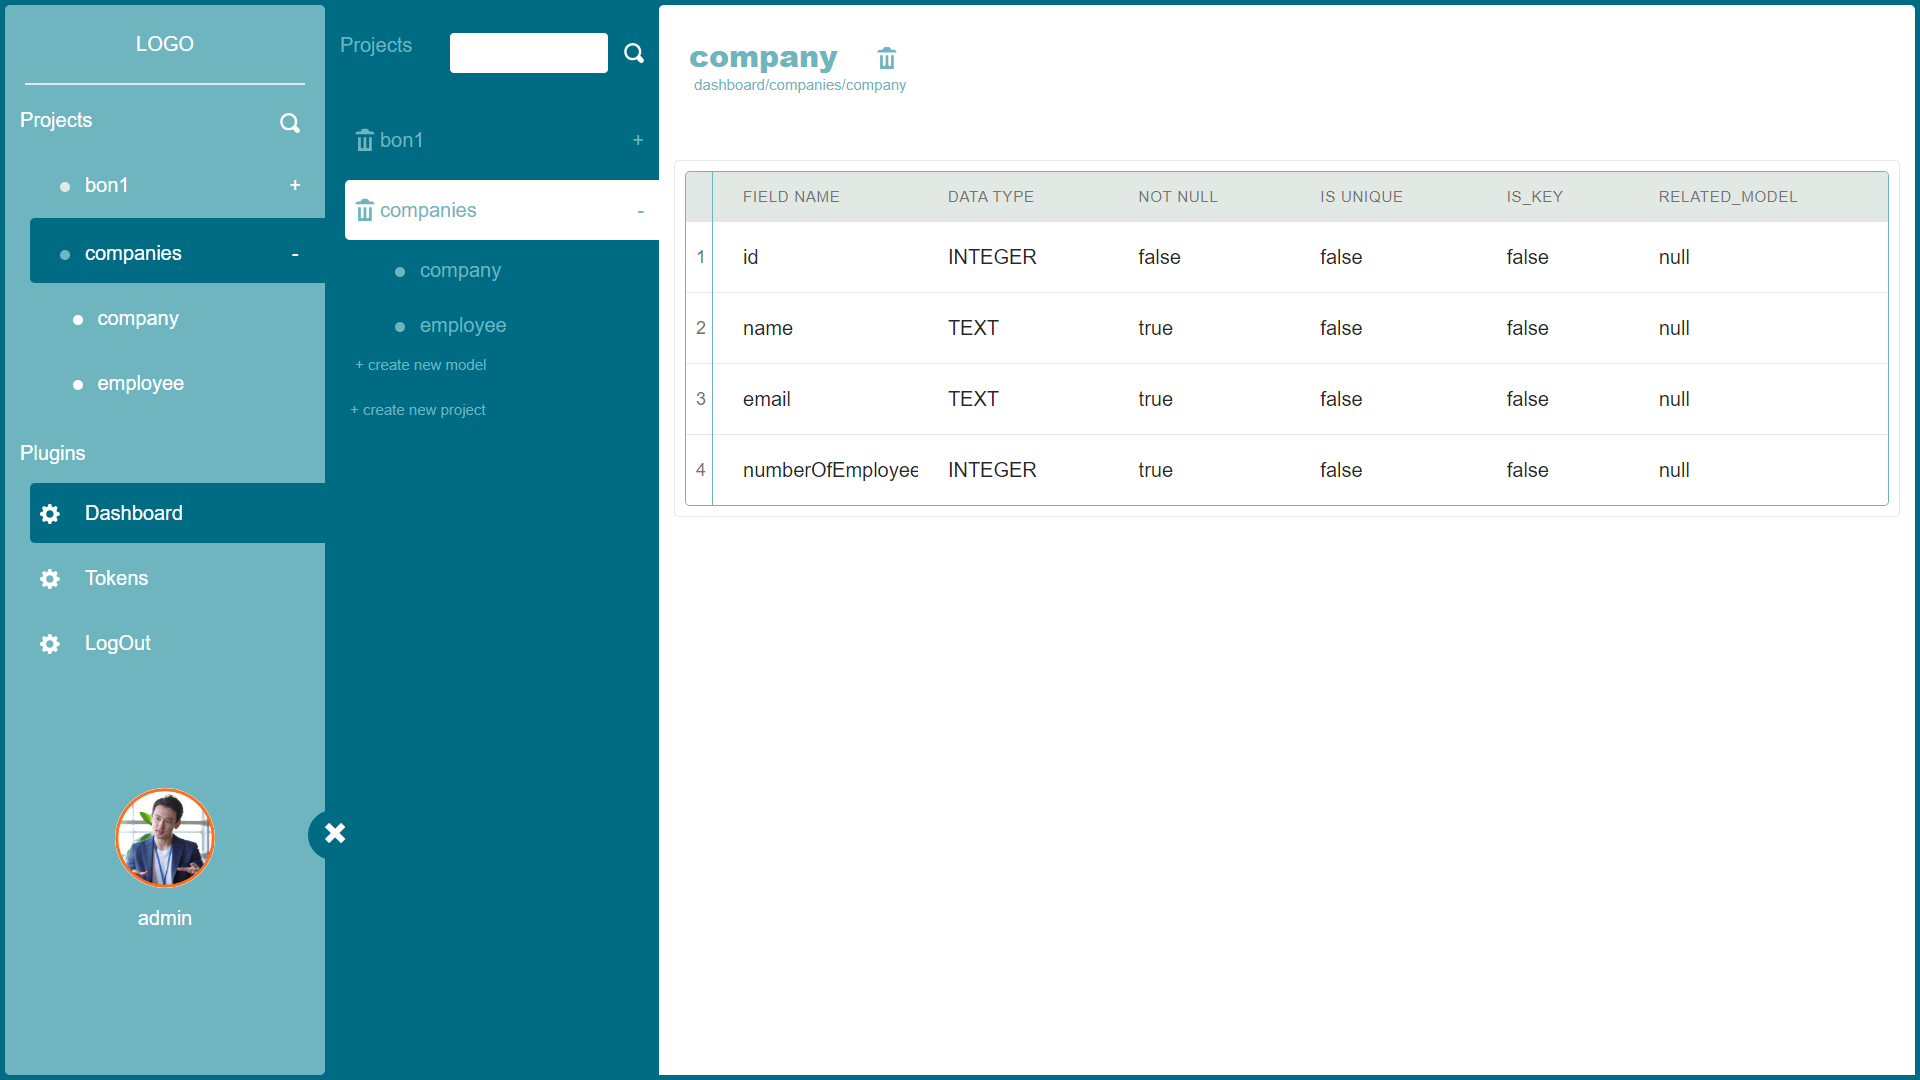 LOGO
Projects
bon1 +
companies -
company
employee
Plugins
Dashboard
Tokens
LogOut
admin
Projects
bon1 +
companies -
company
employee
+ create new model
+ create new project
company
dashboard/companies/company
FIELD NAME DATA TYPE NOT NULL IS UNIQUE IS_KEY RELATED_MODEL
1 id INTEGER false false false null
2 name TEXT true false false null
3 email TEXT true false false null
4 numberOfEmployee INTEGER true false false null